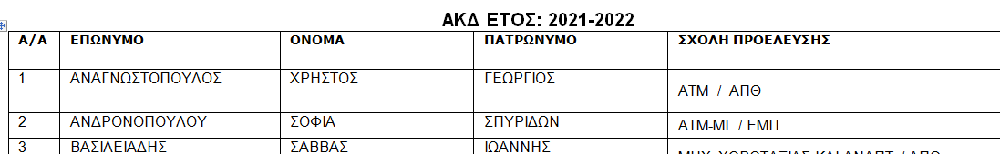 ΑΚΔ ΕΤΟΣ: 2021-2022
Α/Α ΕΠΩΝΥΜΟ ΟΝΟΜΑ ΠΑΤΡΩΝΥΜΟ ΣΧΟΛΗ ΠΡΟΕΛΕΥΣΗΣ
1 ΑΝΑΓΝΩΣΤΟΠΟΥΛΟΣ ΧΡΗΣΤΟΣ ΓΕΩΡΓΙΟΣ ΑΤΜ / ΑΠΘ
2 ΑΝΔΡΟΝΟΠΟΥΛΟΥ ΣΟΦΙΑ ΣΠΥΡΙΔΩΝ ΑΤΜ-ΜΓ / ΕΜΠ
3 ΒΑΣΙΛΕΙΑΔΗΣ ΣΑΒΒΑΣ ΙΩΑΝΝΗΣ